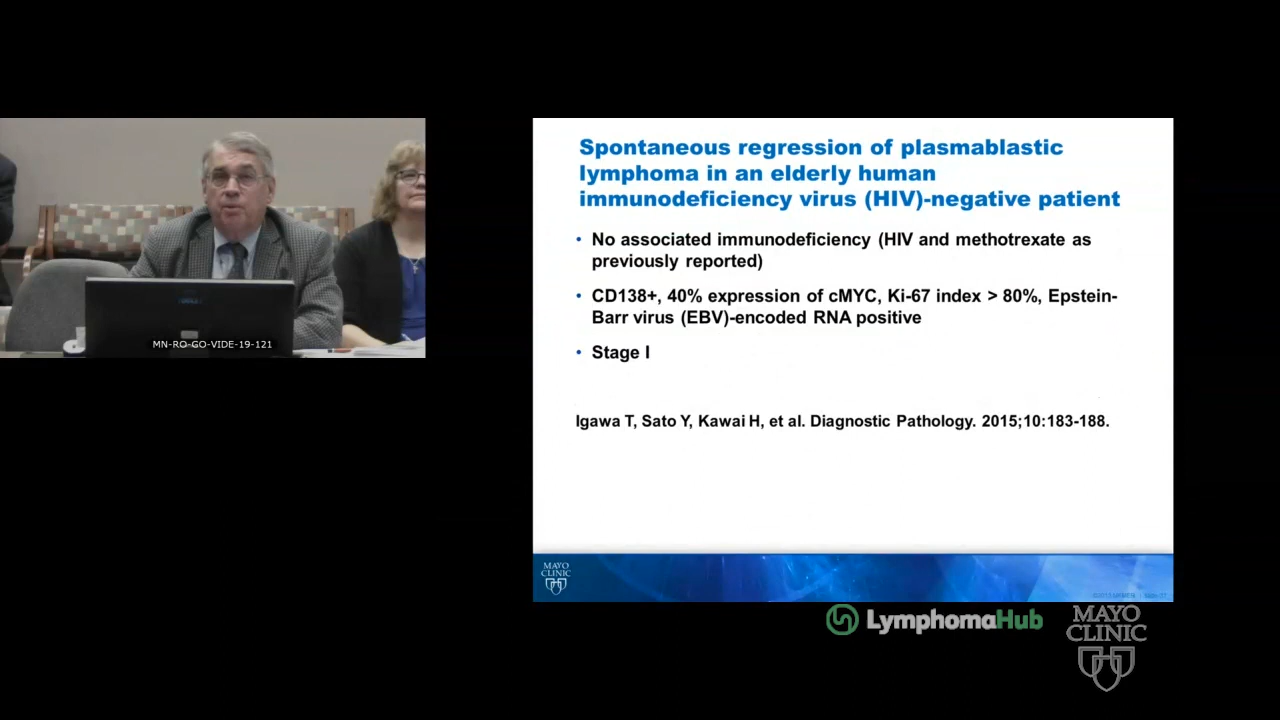 MN-RO-GO-VIDE-19-121
Spontaneous regression of plasmablastic
lymphoma in an elderly human
immunodeficiency virus (HIV)-negative patient
• No associated immunodeficiency (HIV and methotrexate as
previously reported)
• CD138+, 40% expression of cMYC, Ki-67 index > 80%, Epstein-
Barr virus (EBV)-encoded RNA positive
• Stage I
Igawa T, Sato Y, Kawai H, et al. Diagnostic Pathology. 2015;10:183-188.
MAYO
CLINIC
LymphomaHub
MAYO
CLINIC